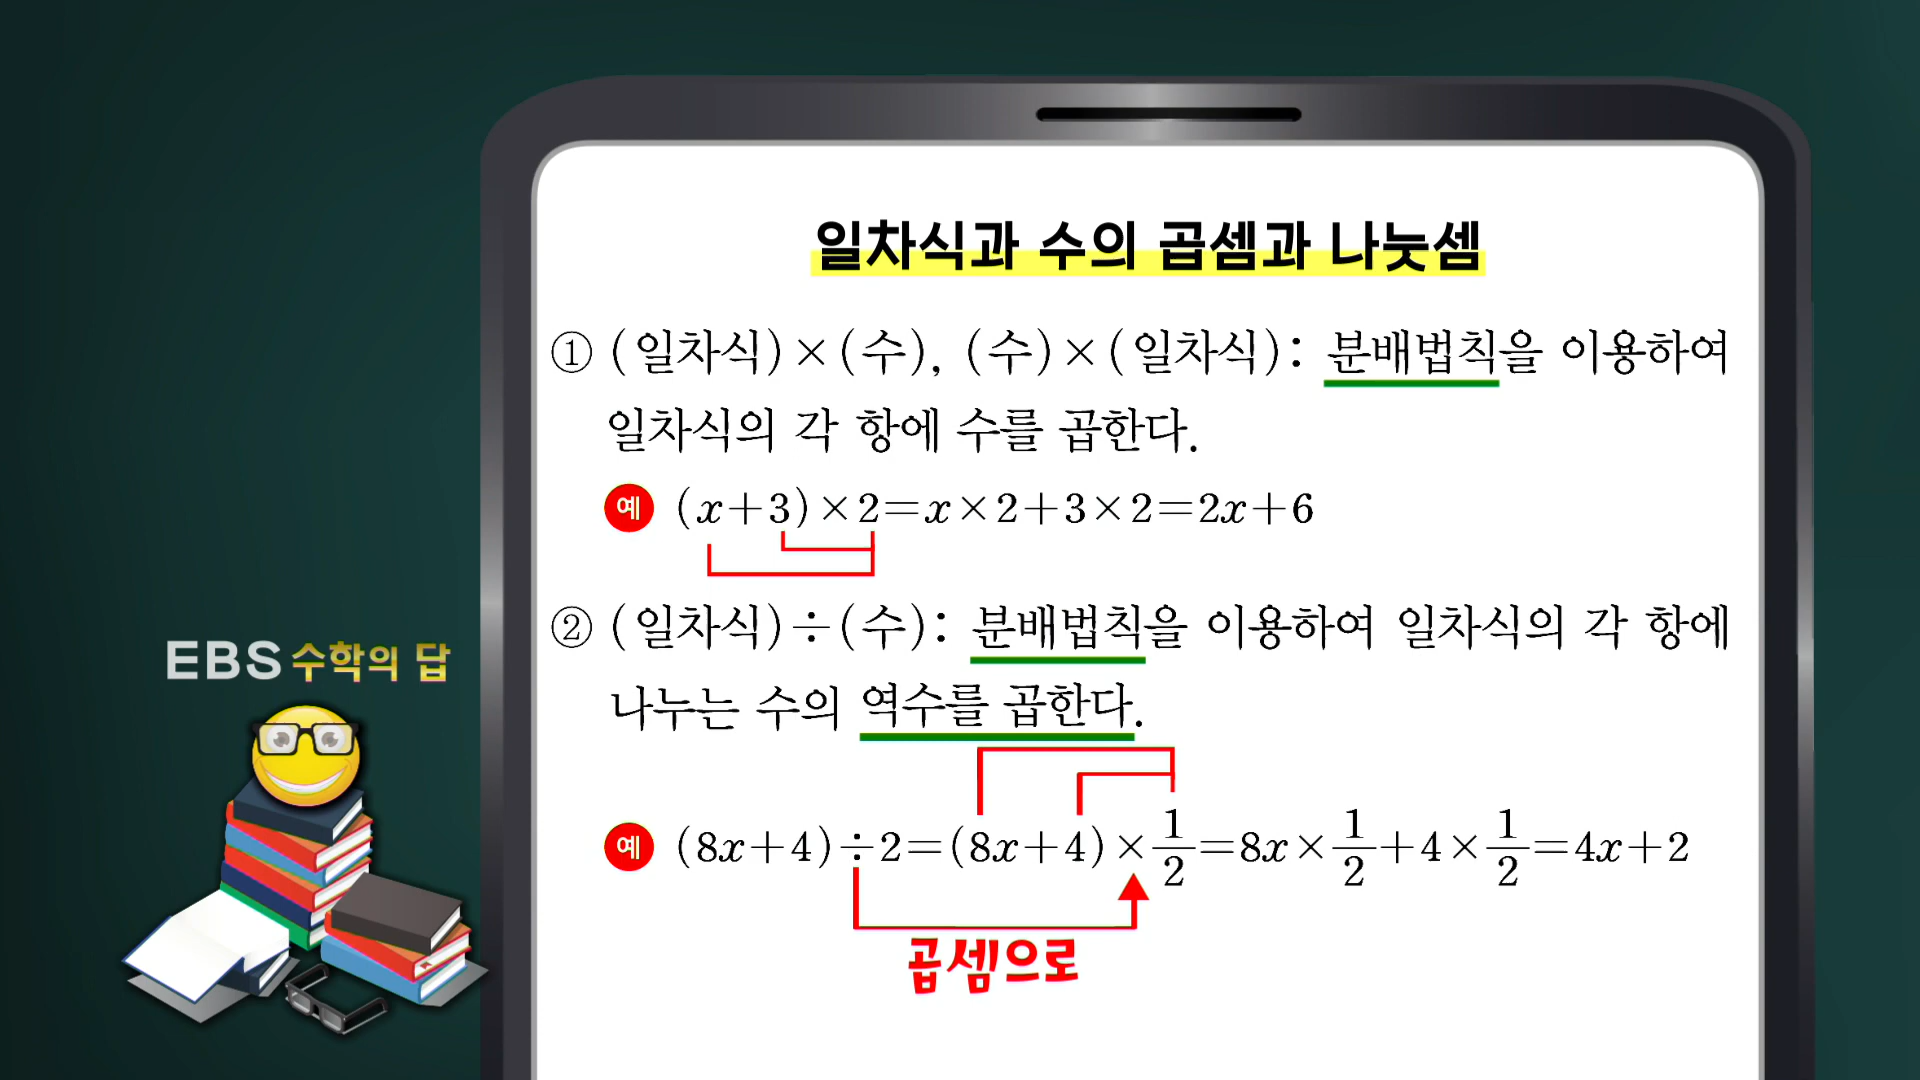 일차식과 수의 곱셈과 나눗셈
① (일차식)×(수), (수)×(일차식): 분배법칙을 이용하여
일차식의 각 항에 수를 곱한다.
예 (x+3)×2=x×2+3×2=2x+6
② (일차식)÷(수): 분배법칙을 이용하여 일차식의 각 항에
나누는 수의 역수를 곱한다.
예 (8x+4)÷2=(8x+4)×1/2=8x×1/2+4×1/2=4x+2
곱셈으로
EBS 수학의 답